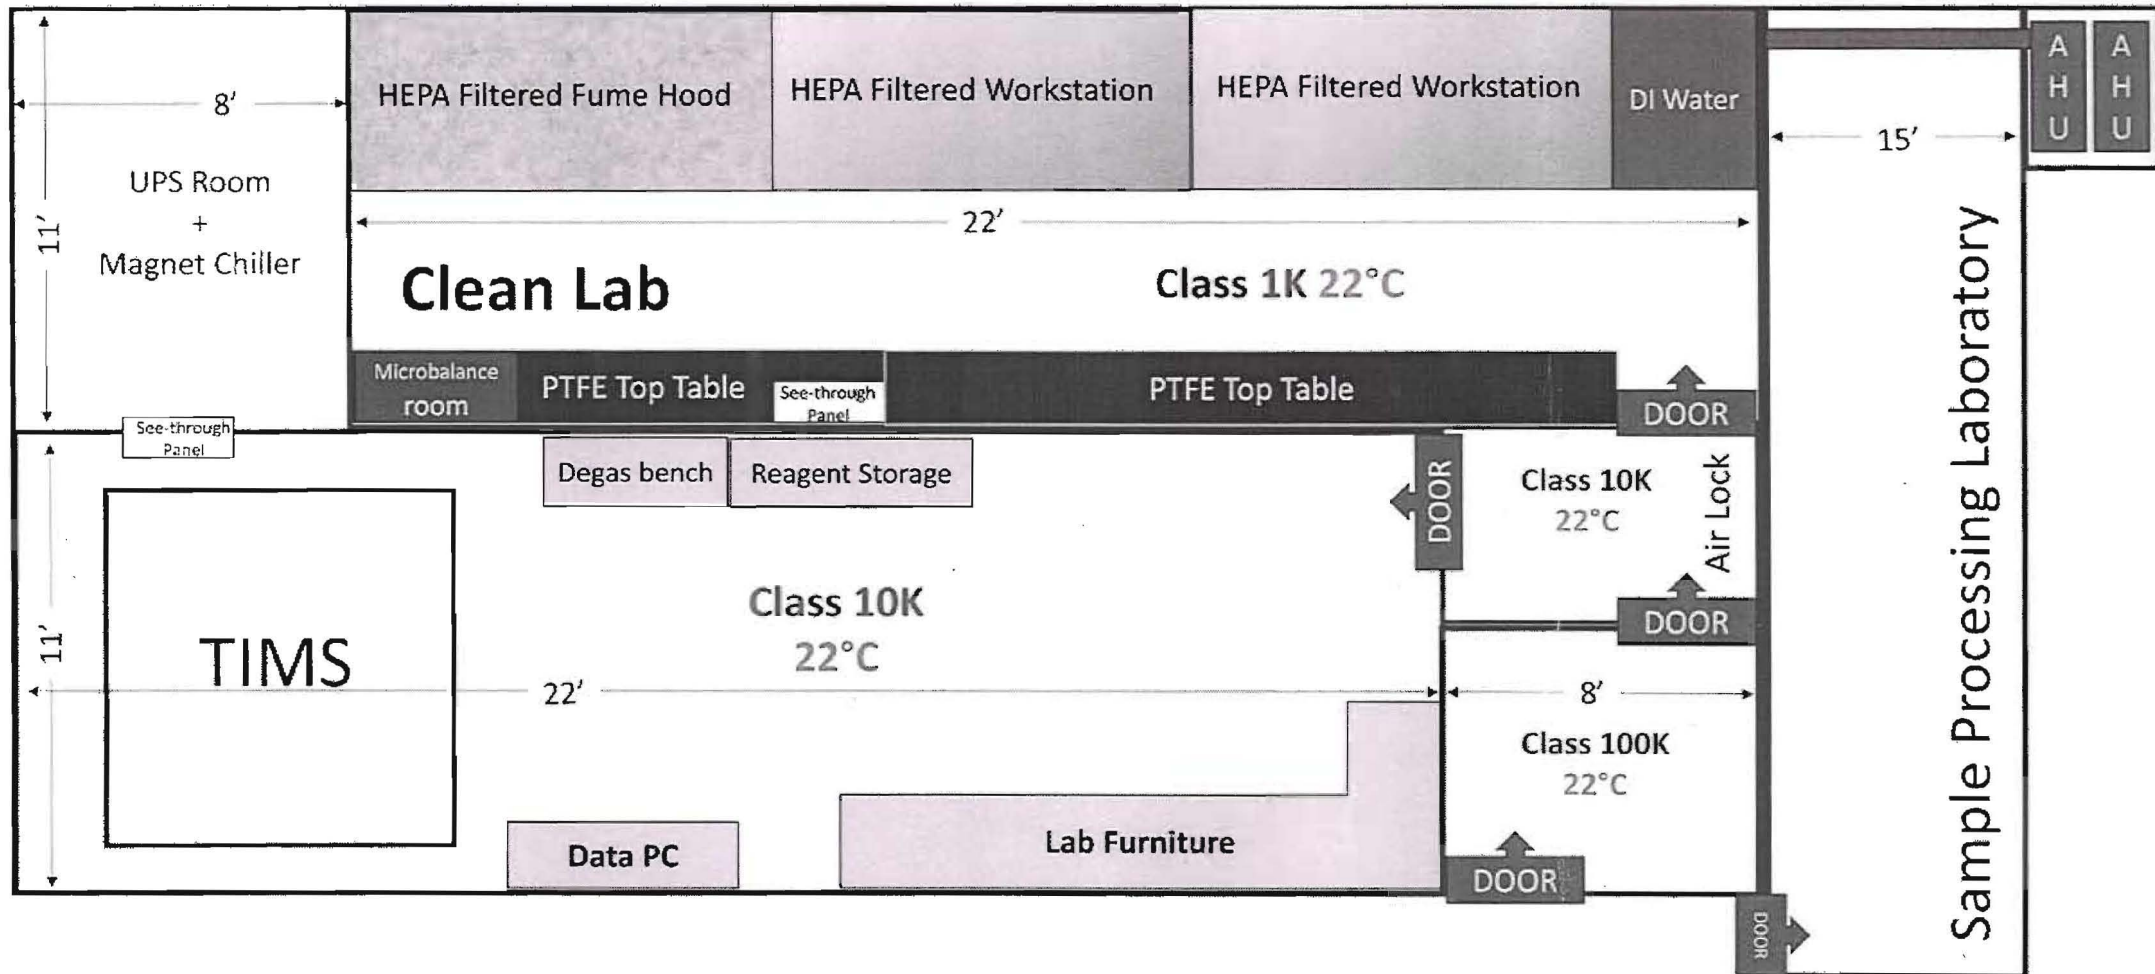 HEPA Filtered Fume Hood
HEPA Filtered Workstation
HEPA Filtered Workstation
DI Water
A
H
U
A
H
U
8′
15′
UPS Room
+
Magnet Chiller
11′
22′
Clean Lab
Class 1K 22°C
Microbalance
room
PTFE Top Table
See-through
Panel
PTFE Top Table
DOOR
See-through
Panel
Degas bench
Reagent Storage
DOOR
Class 10K
22°C
Air Lock
DOOR
Class 10K
22°C
TIMS
11′
22′
8′
Class 100K
22°C
Data PC
Lab Furniture
DOOR
DOOR
Sample Processing Laboratory